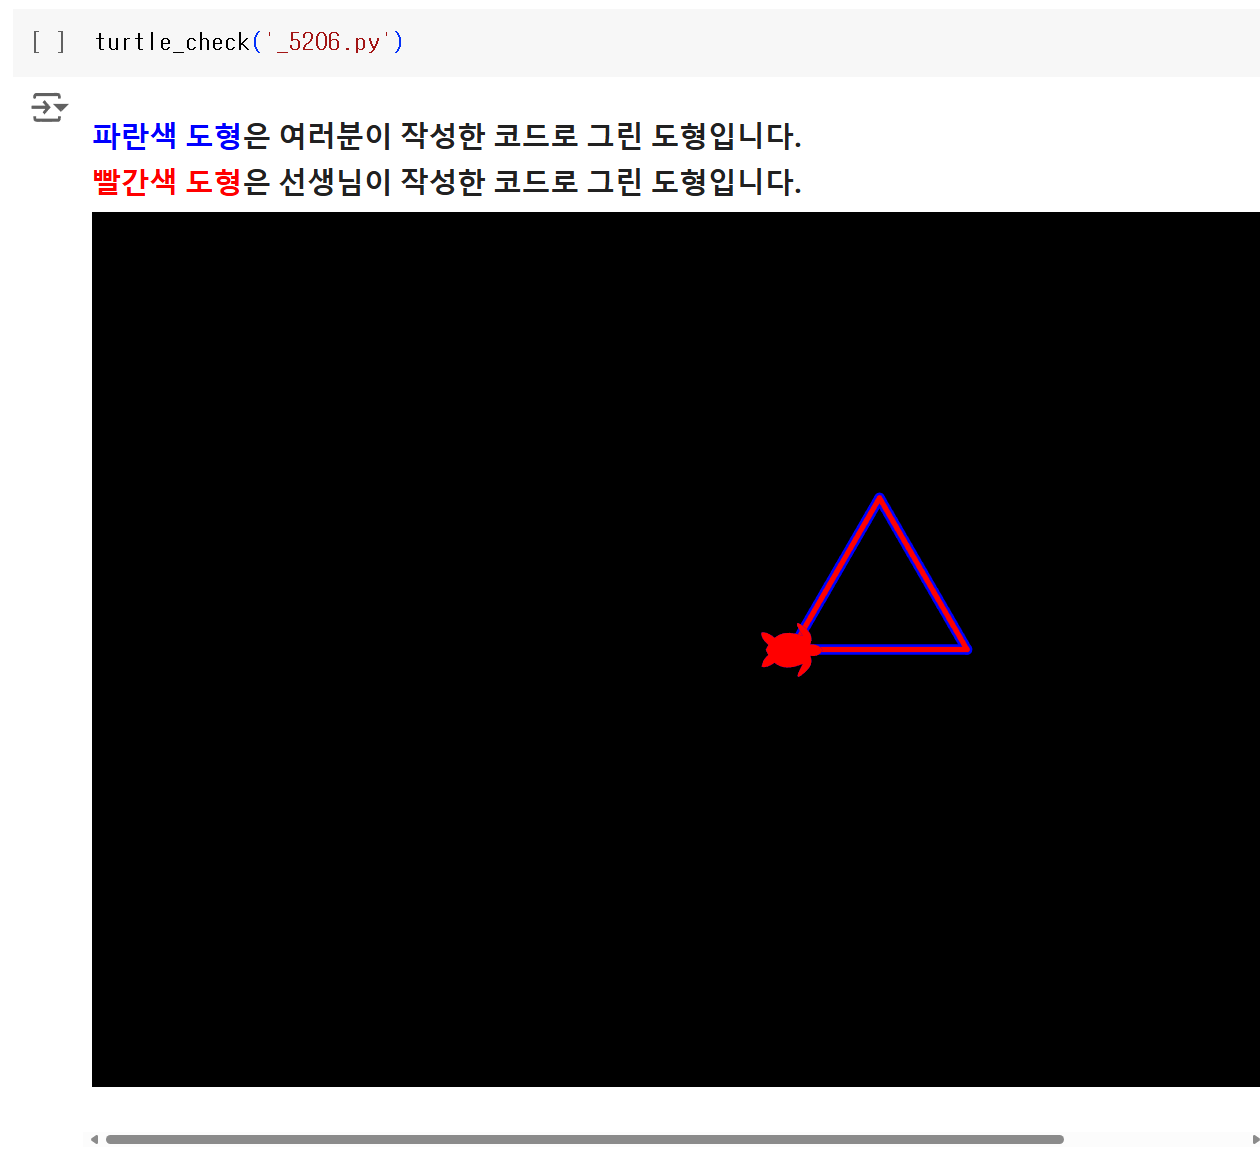 [ ] turtle_check('_5206.py')
파란색 도형은 여러분이 작성한 코드로 그린 도형입니다.
빨간색 도형은 선생님이 작성한 코드로 그린 도형입니다.